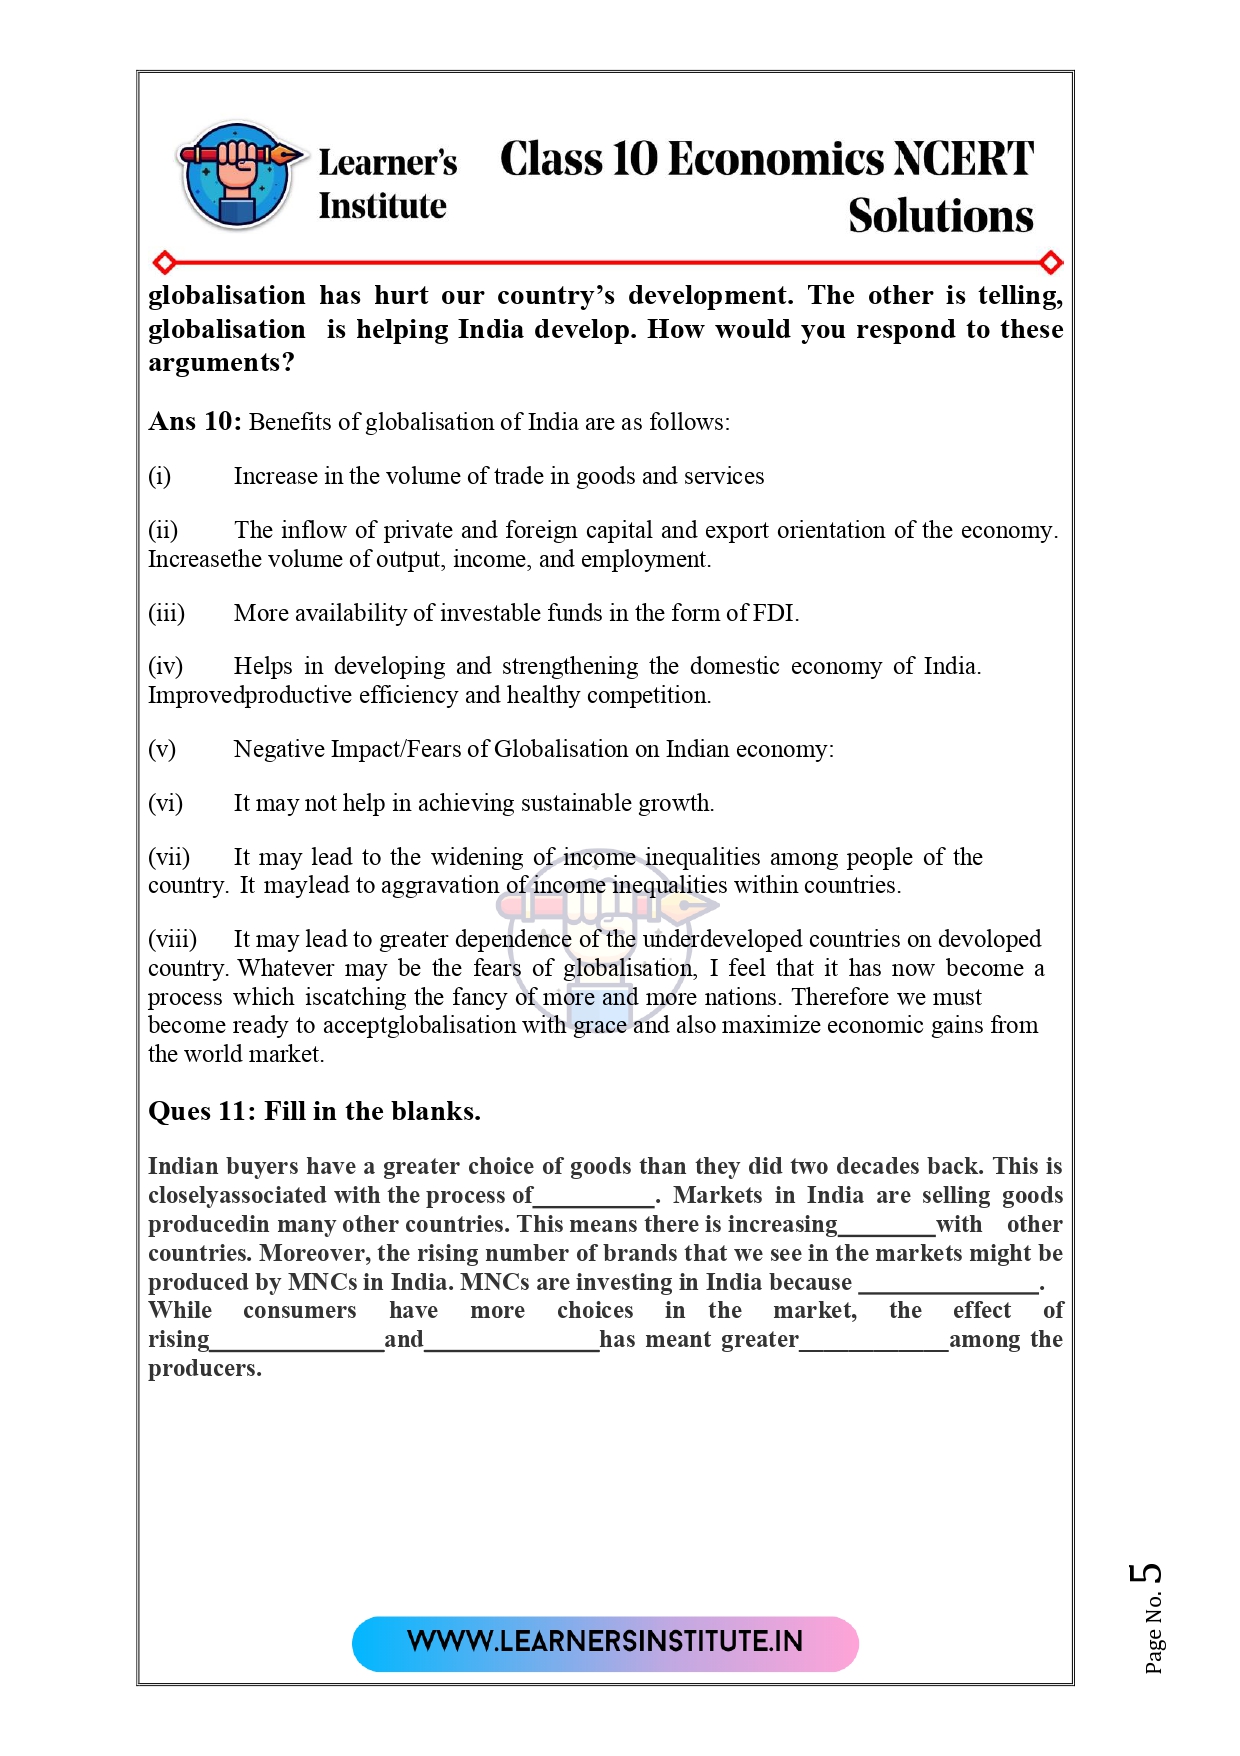 Learner's
Institute
Class 10 Economics NCERT
Solutions
globalisation has hurt our country's development. The other is telling,
globalisation is helping India develop. How would you respond to these
arguments?
Ans 10: Benefits of globalisation of India are as follows:
(i) Increase in the volume of trade in goods and services
(ii) The inflow of private and foreign capital and export orientation of the economy.
Increasethe volume of output, income, and employment.
(iii) More availability of investable funds in the form of FDI.
(iv) Helps in developing and strengthening the domestic economy of India.
Improvedproductive efficiency and healthy competition.
(v) Negative Impact/Fears of Globalisation on Indian economy:
(vi) It may not help in achieving sustainable growth.
(vii) It may lead to the widening of income inequalities among people of the
country. It maylead to aggravation of income inequalities within countries.
(viii) It may lead to greater dependence of the underdeveloped countries on devoloped
country. Whatever may be the fears of globalisation, I feel that it has now become a
process which iscatching the fancy of more and more nations. Therefore we must
become ready to acceptglobalisation with grace and also maximize economic gains from
the world market.
Ques 11: Fill in the blanks.
Indian buyers have a greater choice of goods than they did two decades back. This is
closelyassociated with the process of__________. Markets in India are selling goods
producedin many other countries. This means there is increasing________with other
countries. Moreover, the rising number of brands that we see in the markets might be
produced by MNCs in India. MNCs are investing in India because _______________.
While consumers have more choices in the market, the effect of
rising______________and______________has meant greater____________among the
producers.
WWW.LEARNERSINSTITUTE.IN
Page No. 5